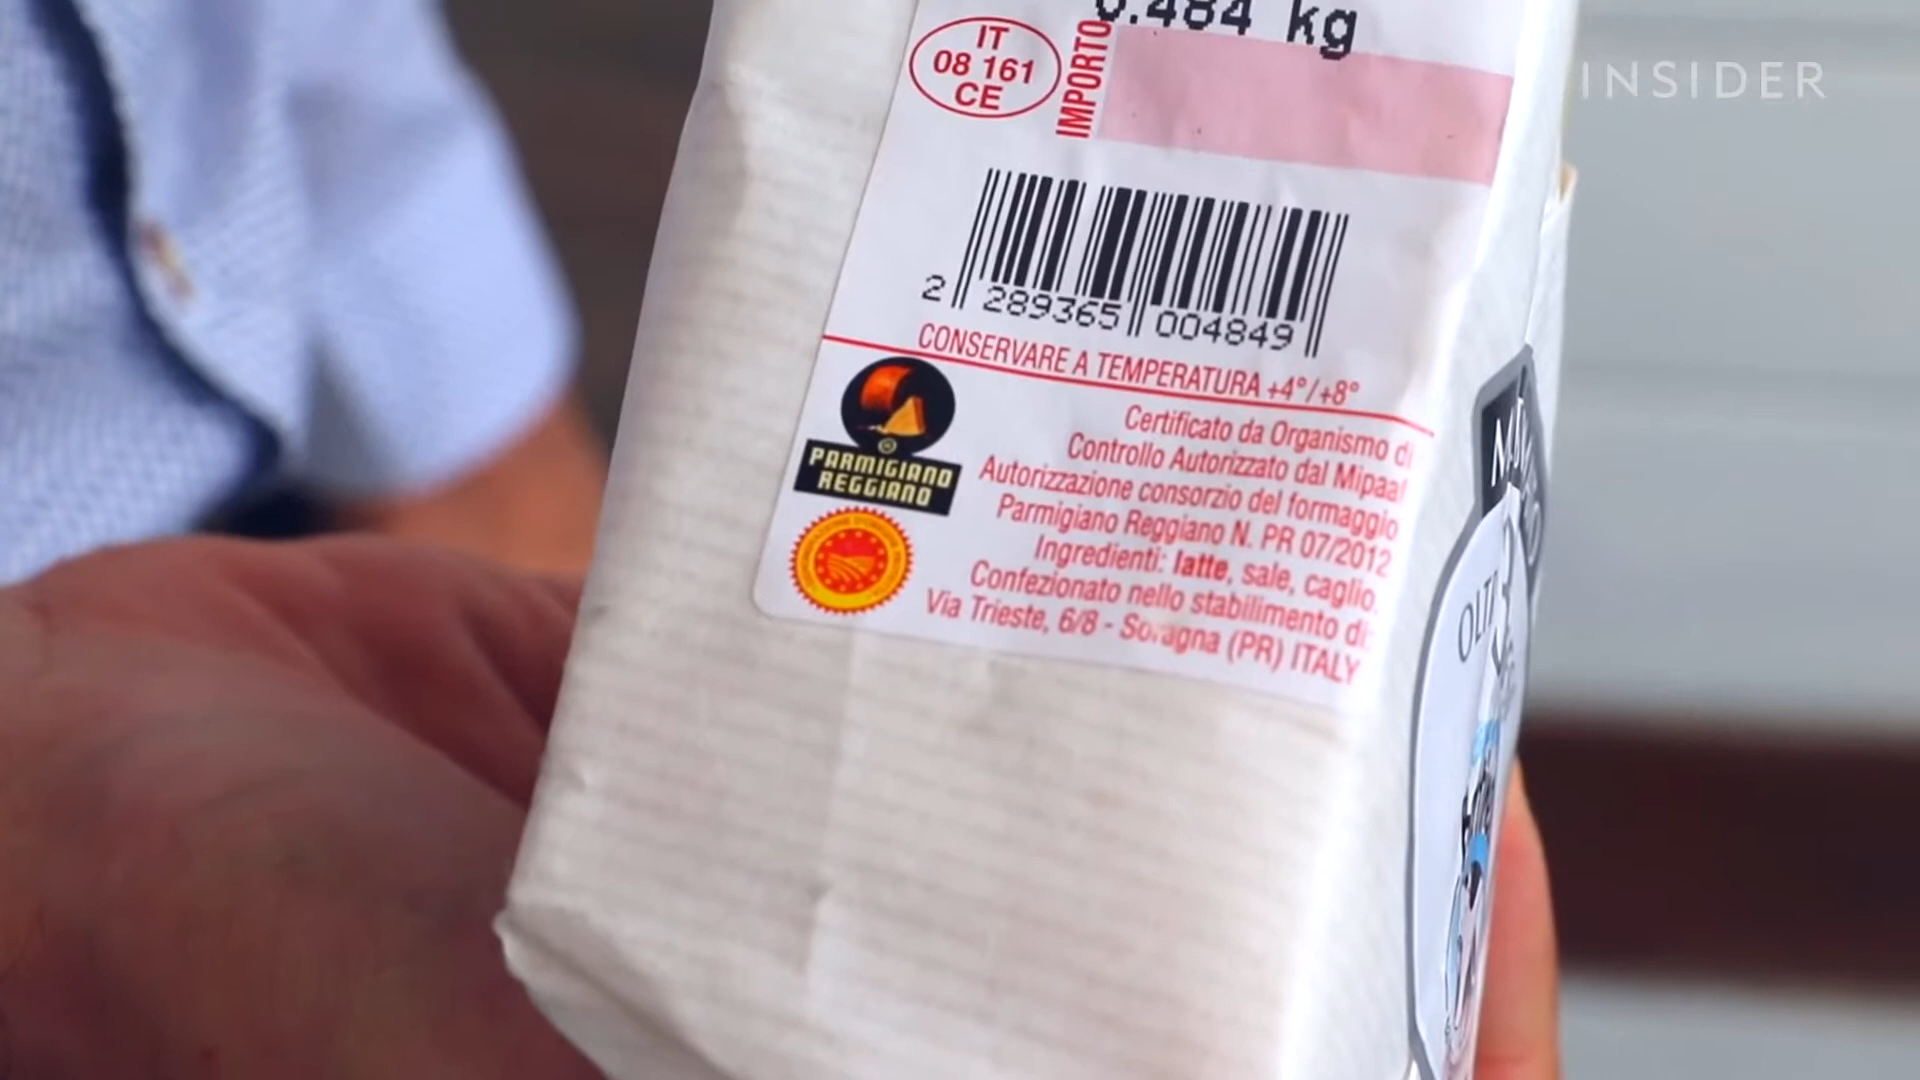 0.484 kg
INSIDER
IT
08 161
CE
IMPORTO
2 289365 004849
CONSERVARE A TEMPERATURA +4°/+8°
PARMIGIANO
REGGIANO
Certificato da Organismo di
Controllo Autorizzato dal Mipaaf
Autorizzazione consorzio del formaggio
Parmigiano Reggiano N. PR 07/2012
Ingredienti: latte, sale, caglio.
Confezionato nello stabilimento di:
Via Trieste, 6/8 - Soragna (PR) ITALY